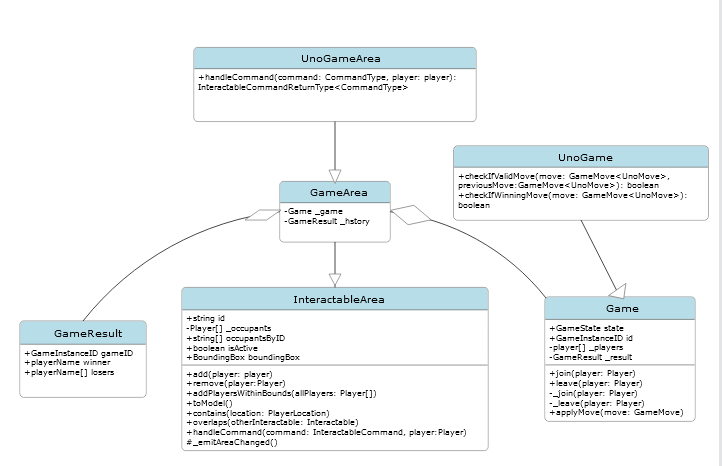 UnoGameArea
+handleCommand(command: CommandType, player: player):
InteractableCommandReturnType<CommandType>
UnoGame
+checkIfValidMove(move: GameMove<UnoMove>,
previousMove:GameMove<UnoMove>): boolean
+checkIfWinningMove(move: GameMove<UnoMove>):
boolean
GameArea
-Game _game
-GameResult _hstory
InteractableArea
+string id
-Player[] _occupants
+string[] occupantsByID
+boolean isActive
+BoundingBox boundingBox
+add(player: player)
+remove(player:Player)
+addPlayersWithinBounds(allPlayers: Player[])
+toModel()
+contains(location: PlayerLocation)
+overlaps(otherInteractable: Interactable)
+handleCommand(command: InteractableCommand, player:Player)
#_emitAreaChanged()
Game
+GameState state
+GameInstanceID id
-player[] _players
-GameResult _result
+join(player: Player)
+leave(player: Player)
-_join(player: Player)
-_leave(player: Player)
+applyMove(move: GameMove)
GameResult
+GameInstanceID gameID
+playerName winner
+playerName[] losers